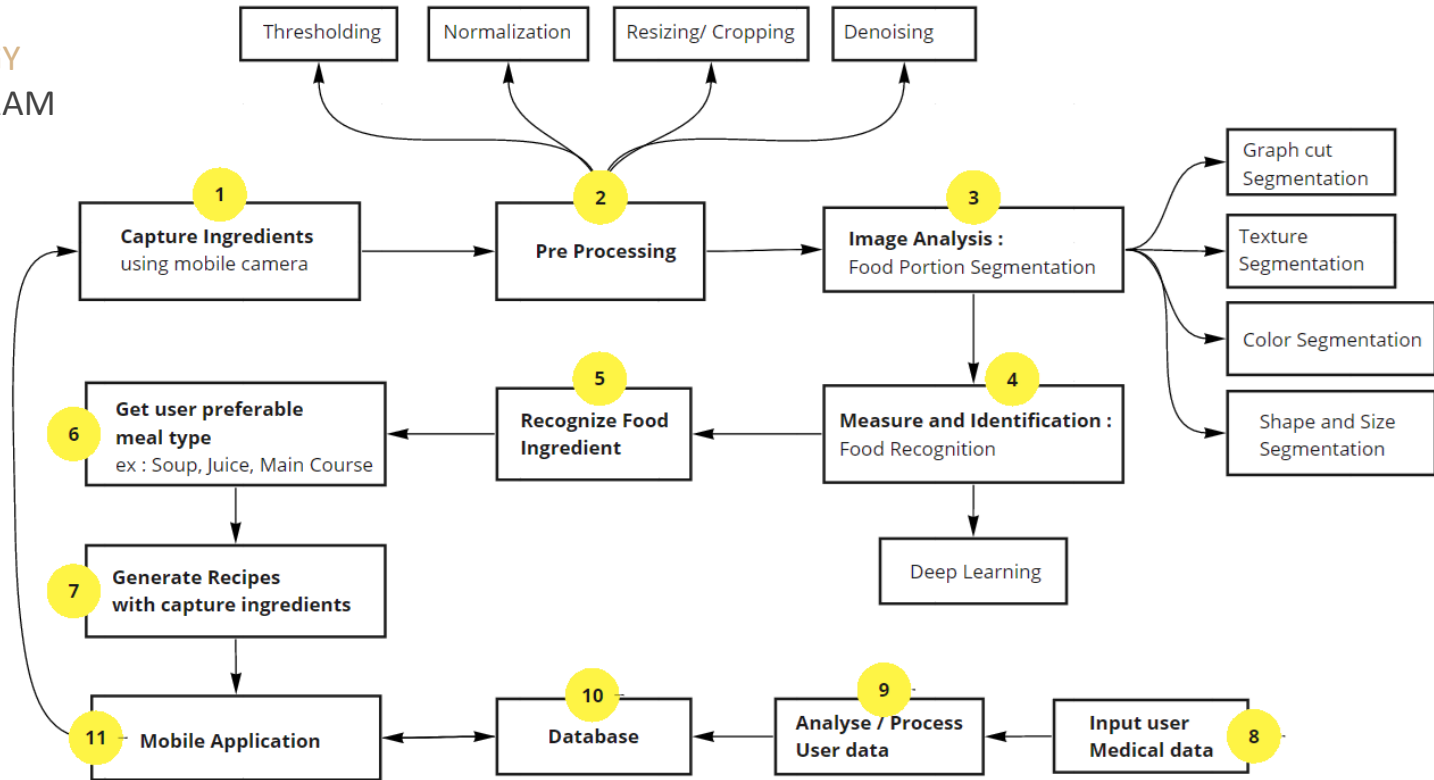 Thresholding
Normalization
Resizing/ Cropping
Denoising
Y
AM
1
Capture Ingredients
using mobile camera
2
Pre Processing
3
Image Analysis :
Food Portion Segmentation
Graph cut
Segmentation
Texture
Segmentation
Color Segmentation
Shape and Size
Segmentation
4
Measure and Identification :
Food Recognition
Deep Learning
5
Recognize Food
Ingredient
6
Get user preferable
meal type
ex : Soup, Juice, Main Course
7
Generate Recipes
with capture ingredients
8
Input user
Medical data
9
Analyse / Process
User data
10
Database
11
Mobile Application